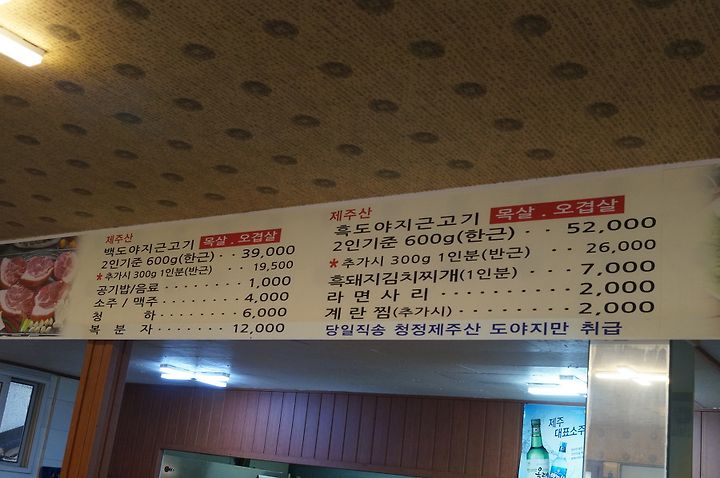 제주산
백도야지근고기 목살 . 오겹살
2인기준 600g(한근) · · 39,000
* 추가시 300g 1인분(반근) 19,500
공기밥/음료 · · · · · · · 1,000
소주 / 맥주 · · · · · · · 4,000
청 하 · · · · · · · 6,000
복 분 자 · · · · · · · 12,000
제주산
흑도야지근고기 목살 . 오겹살
2인기준 600g(한근) · · 52,000
* 추가시 300g 1인분(반근) · · 26,000
흑돼지김치찌개(1인분) · · · 7,000
라 면 사 리 · · · · · · · · · · 2,000
계 란 찜(추가시) · · · · · · · 2,000
당일직송 청정제주산 도야지만 취급
제주
대표소주